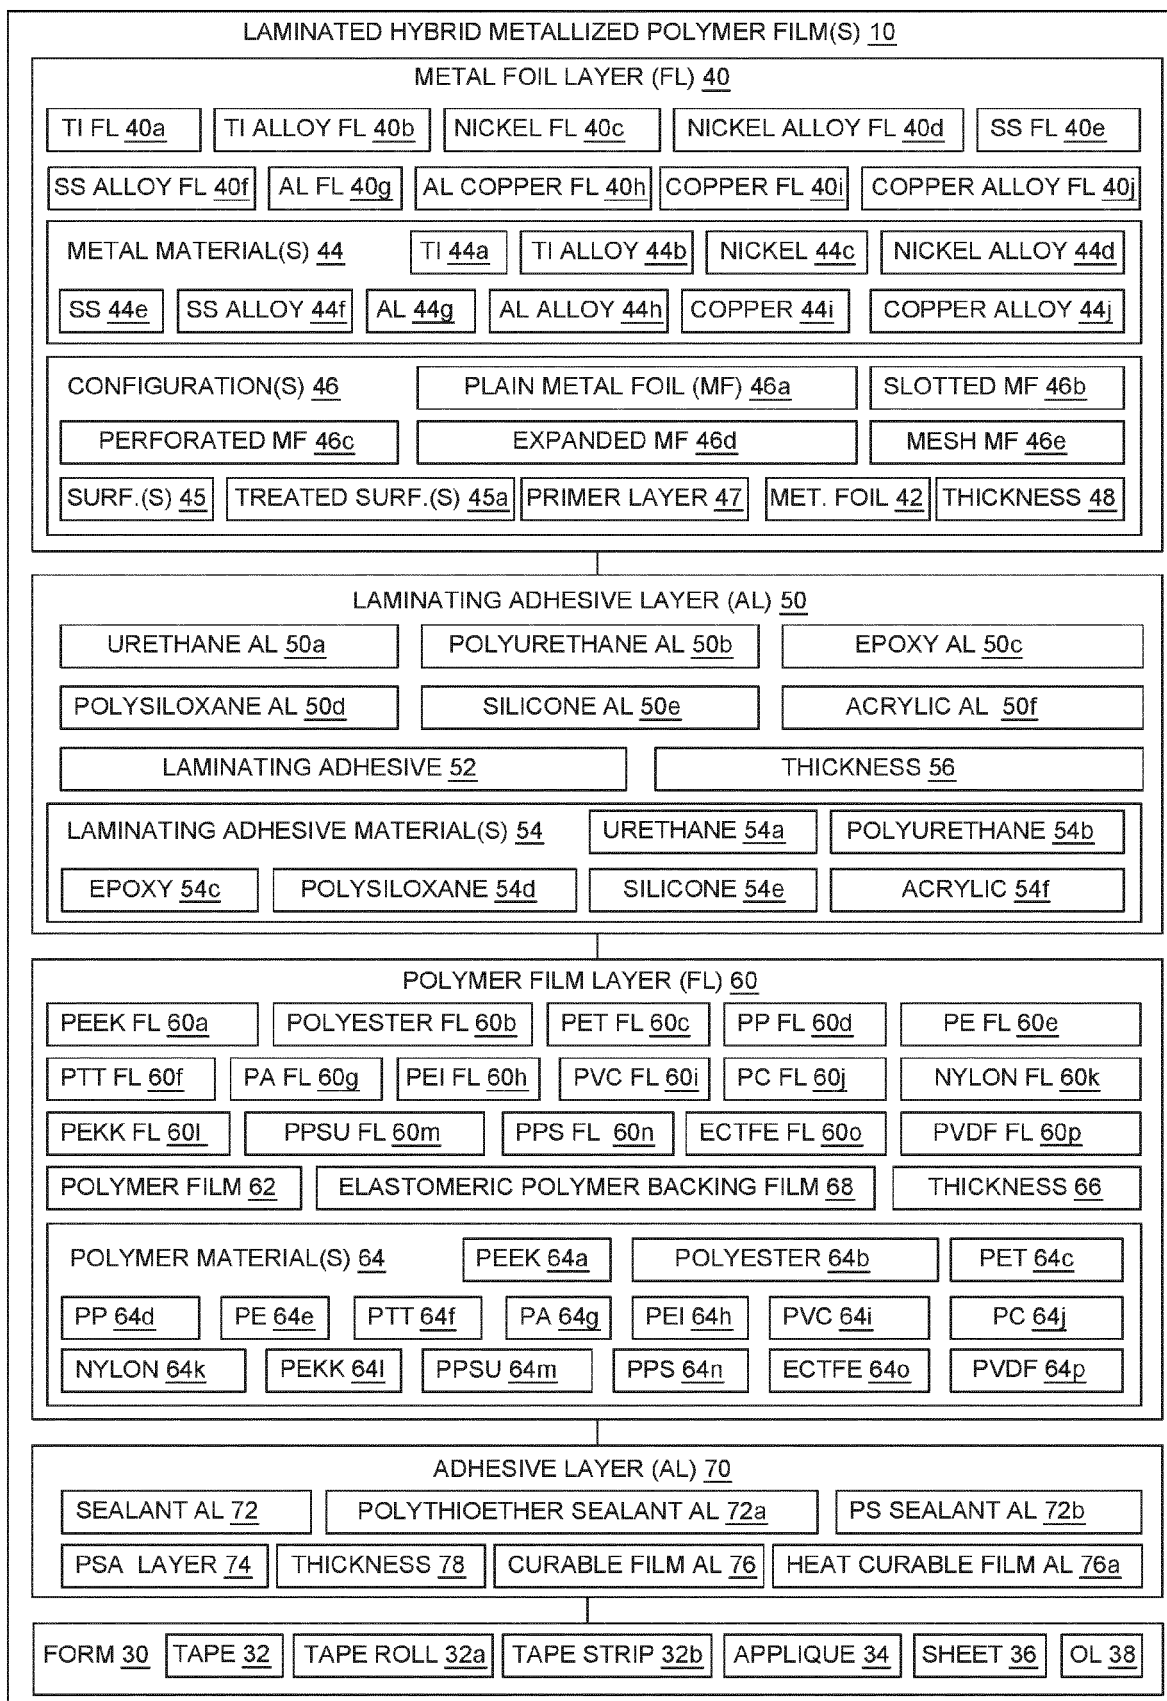 LAMINATED HYBRID METALLIZED POLYMER FILM(S) 10
METAL FOIL LAYER (FL) 40
TI FL 40a TI ALLOY FL 40b NICKEL FL 40c NICKEL ALLOY FL 40d SS FL 40e
SS ALLOY FL 40f AL FL 40g AL COPPER FL 40h COPPER FL 40i COPPER ALLOY FL 40j
METAL MATERIAL(S) 44 TI 44a TI ALLOY 44b NICKEL 44c NICKEL ALLOY 44d
SS 44e SS ALLOY 44f AL 44g AL ALLOY 44h COPPER 44i COPPER ALLOY 44j
CONFIGURATION(S) 46 PLAIN METAL FOIL (MF) 46a SLOTTED MF 46b
PERFORATED MF 46c EXPANDED MF 46d MESH MF 46e
SURF.(S) 45 TREATED SURF.(S) 45a PRIMER LAYER 47 MET. FOIL 42 THICKNESS 48
LAMINATING ADHESIVE LAYER (AL) 50
URETHANE AL 50a POLYURETHANE AL 50b EPOXY AL 50c
POLYSILOXANE AL 50d SILICONE AL 50e ACRYLIC AL 50f
LAMINATING ADHESIVE 52 THICKNESS 56
LAMINATING ADHESIVE MATERIAL(S) 54 URETHANE 54a POLYURETHANE 54b
EPOXY 54c POLYSILOXANE 54d SILICONE 54e ACRYLIC 54f
POLYMER FILM LAYER (FL) 60
PEEK FL 60a POLYESTER FL 60b PET FL 60c PP FL 60d PE FL 60e
PTT FL 60f PA FL 60g PEI FL 60h PVC FL 60i PC FL 60j NYLON FL 60k
PEKK FL 60l PPSU FL 60m PPS FL 60n ECTFE FL 60o PVDF FL 60p
POLYMER FILM 62 ELASTOMERIC POLYMER BACKING FILM 68 THICKNESS 66
POLYMER MATERIAL(S) 64 PEEK 64a POLYESTER 64b PET 64c
PP 64d PE 64e PTT 64f PA 64g PEI 64h PVC 64i PC 64j
NYLON 64k PEKK 64l PPSU 64m PPS 64n ECTFE 64o PVDF 64p
ADHESIVE LAYER (AL) 70
SEALANT AL 72 POLYTHIOETHER SEALANT AL 72a PS SEALANT AL 72b
PSA LAYER 74 THICKNESS 78 CURABLE FILM AL 76 HEAT CURABLE FILM AL 76a
FORM 30 TAPE 32 TAPE ROLL 32a TAPE STRIP 32b APPLIQUE 34 SHEET 36 OL 38